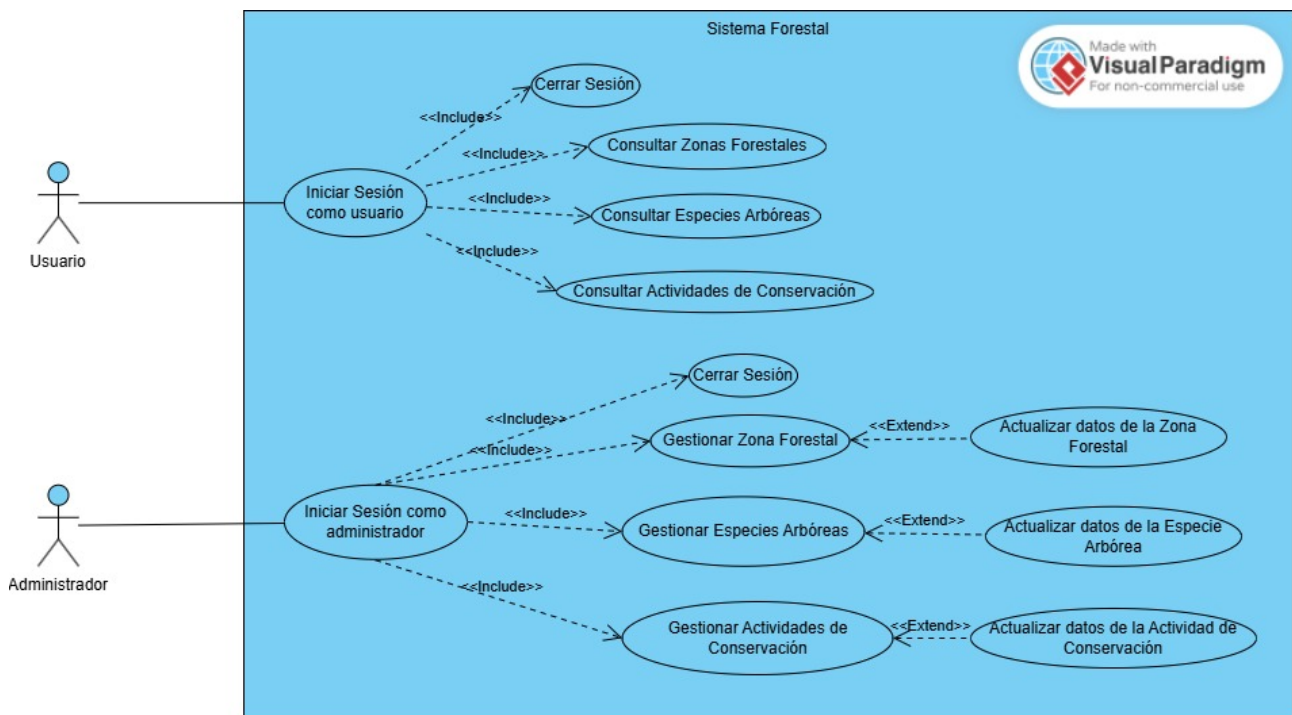 Sistema Forestal
Made with
Visual Paradigm
For non-commercial use
Cerrar Sesión
<<Include>>
Consultar Zonas Forestales
<<Include>>
Iniciar Sesión
como usuario
<<Include>>
Consultar Especies Arbóreas
<<Include>>
Usuario
Consultar Actividades de Conservación
Cerrar Sesión
<<Include>>
<<Extend>>
Actualizar datos de la Zona
Forestal
Gestionar Zona Forestal
<<Include>>
Iniciar Sesión como
administrador
<<Include>>
Gestionar Especies Arbóreas
<<Extend>>
Actualizar datos de la Especie
Arbórea
Administrador
<<Include>>
Gestionar Actividades de
Conservación
<<Extend>>
Actualizar datos de la Actividad de
Conservación